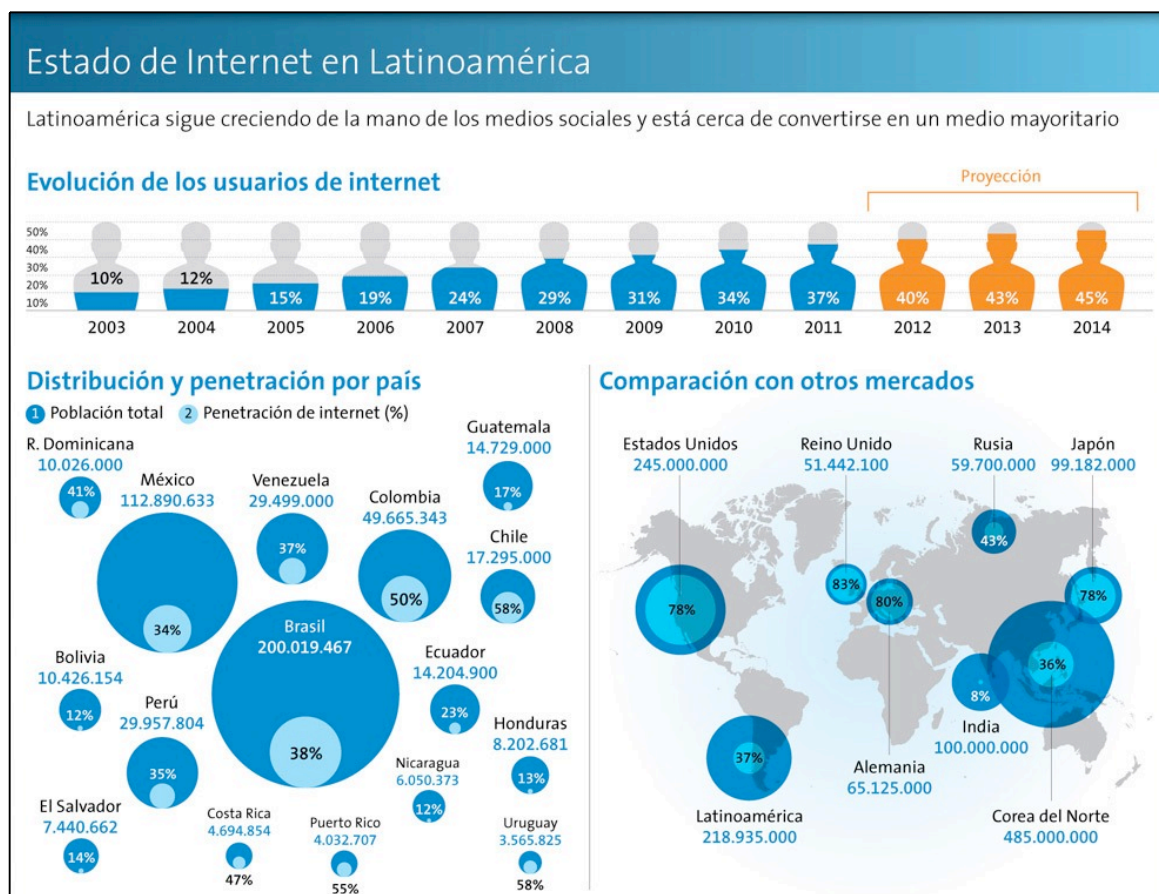 Estado de Internet en Latinoamérica
Latinoamérica sigue creciendo de la mano de los medios sociales y está cerca de convertirse en un medio mayoritario
Evolución de los usuarios de internet
Proyección
50%
40%
30%
20%
10%
10%
12%
15%
19%
24%
29%
31%
34%
37%
40%
43%
45%
2003
2004
2005
2006
2007
2008
2009
2010
2011
2012
2013
2014
Distribución y penetración por país
1 Población total
2 Penetración de internet (%)
R. Dominicana
10.026.000
41%
México
112.890.633
34%
Venezuela
29.499.000
37%
Colombia
49.665.343
50%
Guatemala
14.729.000
17%
Chile
17.295.000
58%
Brasil
200.019.467
38%
Bolivia
10.426.154
12%
Perú
29.957.804
35%
Ecuador
14.204.900
23%
Honduras
8.202.681
13%
Nicaragua
6.050.373
12%
El Salvador
7.440.662
14%
Costa Rica
4.694.854
47%
Puerto Rico
4.032.707
55%
Uruguay
3.565.825
58%
Comparación con otros mercados
Estados Unidos
245.000.000
78%
Reino Unido
51.442.100
83%
Rusia
59.700.000
43%
Japón
99.182.000
78%
80%
Alemania
65.125.000
36%
Corea del Norte
485.000.000
8%
India
100.000.000
37%
Latinoamérica
218.935.000